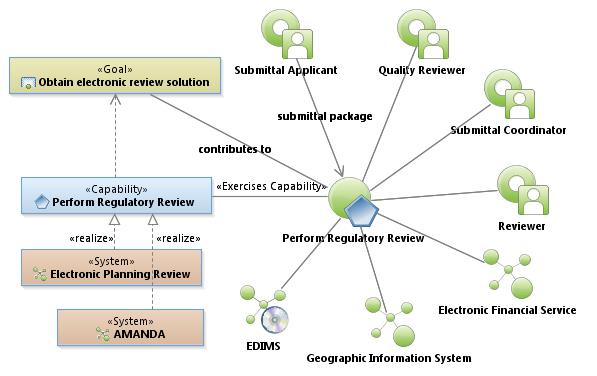 «Goal»
Obtain electronic review solution
Submittal Applicant
Quality Reviewer
submittal package
Submittal Coordinator
contributes to
«Capability»
Perform Regulatory Review
«Exercises Capability»
Reviewer
«realize»
«realize»
Perform Regulatory Review
«System»
Electronic Planning Review
Electronic Financial Service
«System»
AMANDA
EDIMS
Geographic Information System